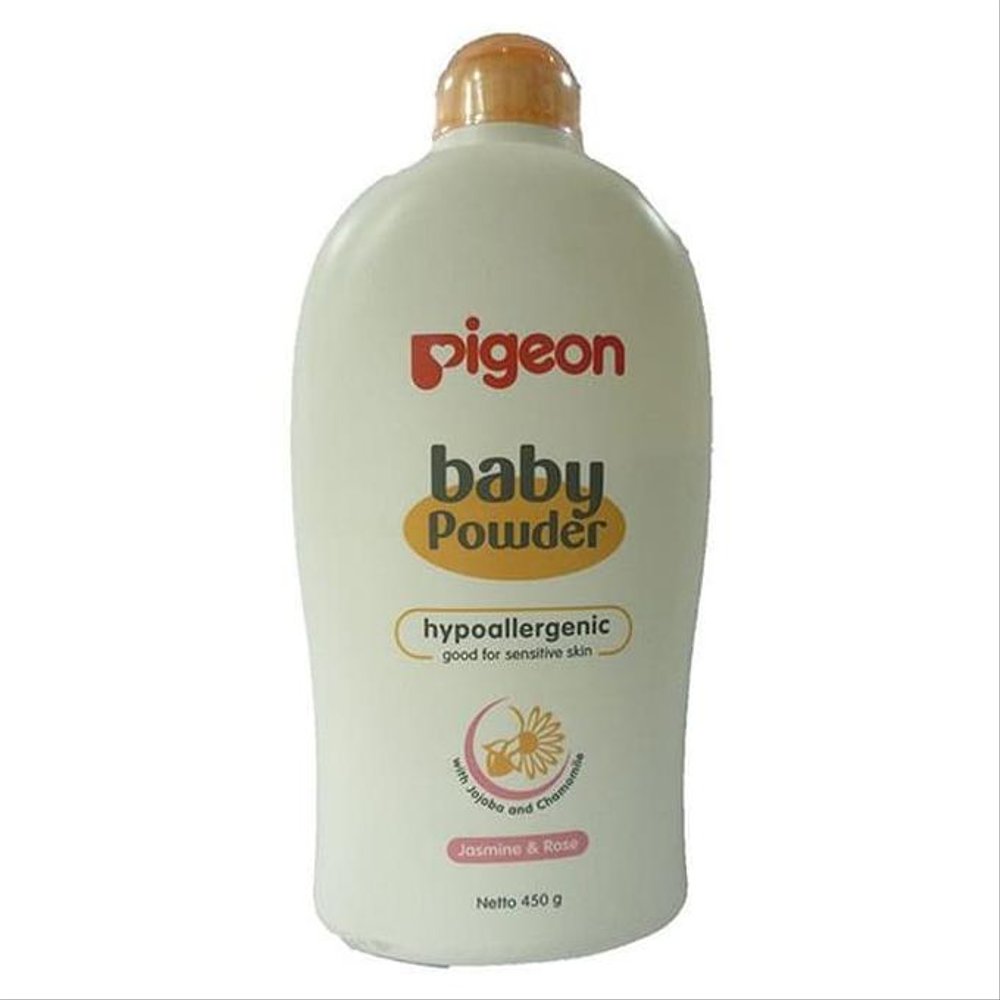 pigeon
baby
Powder
hypoallergenic
good for sensitive skin
with Jojoba and Chamomile
Jasmine & Rose
Netto 450 g